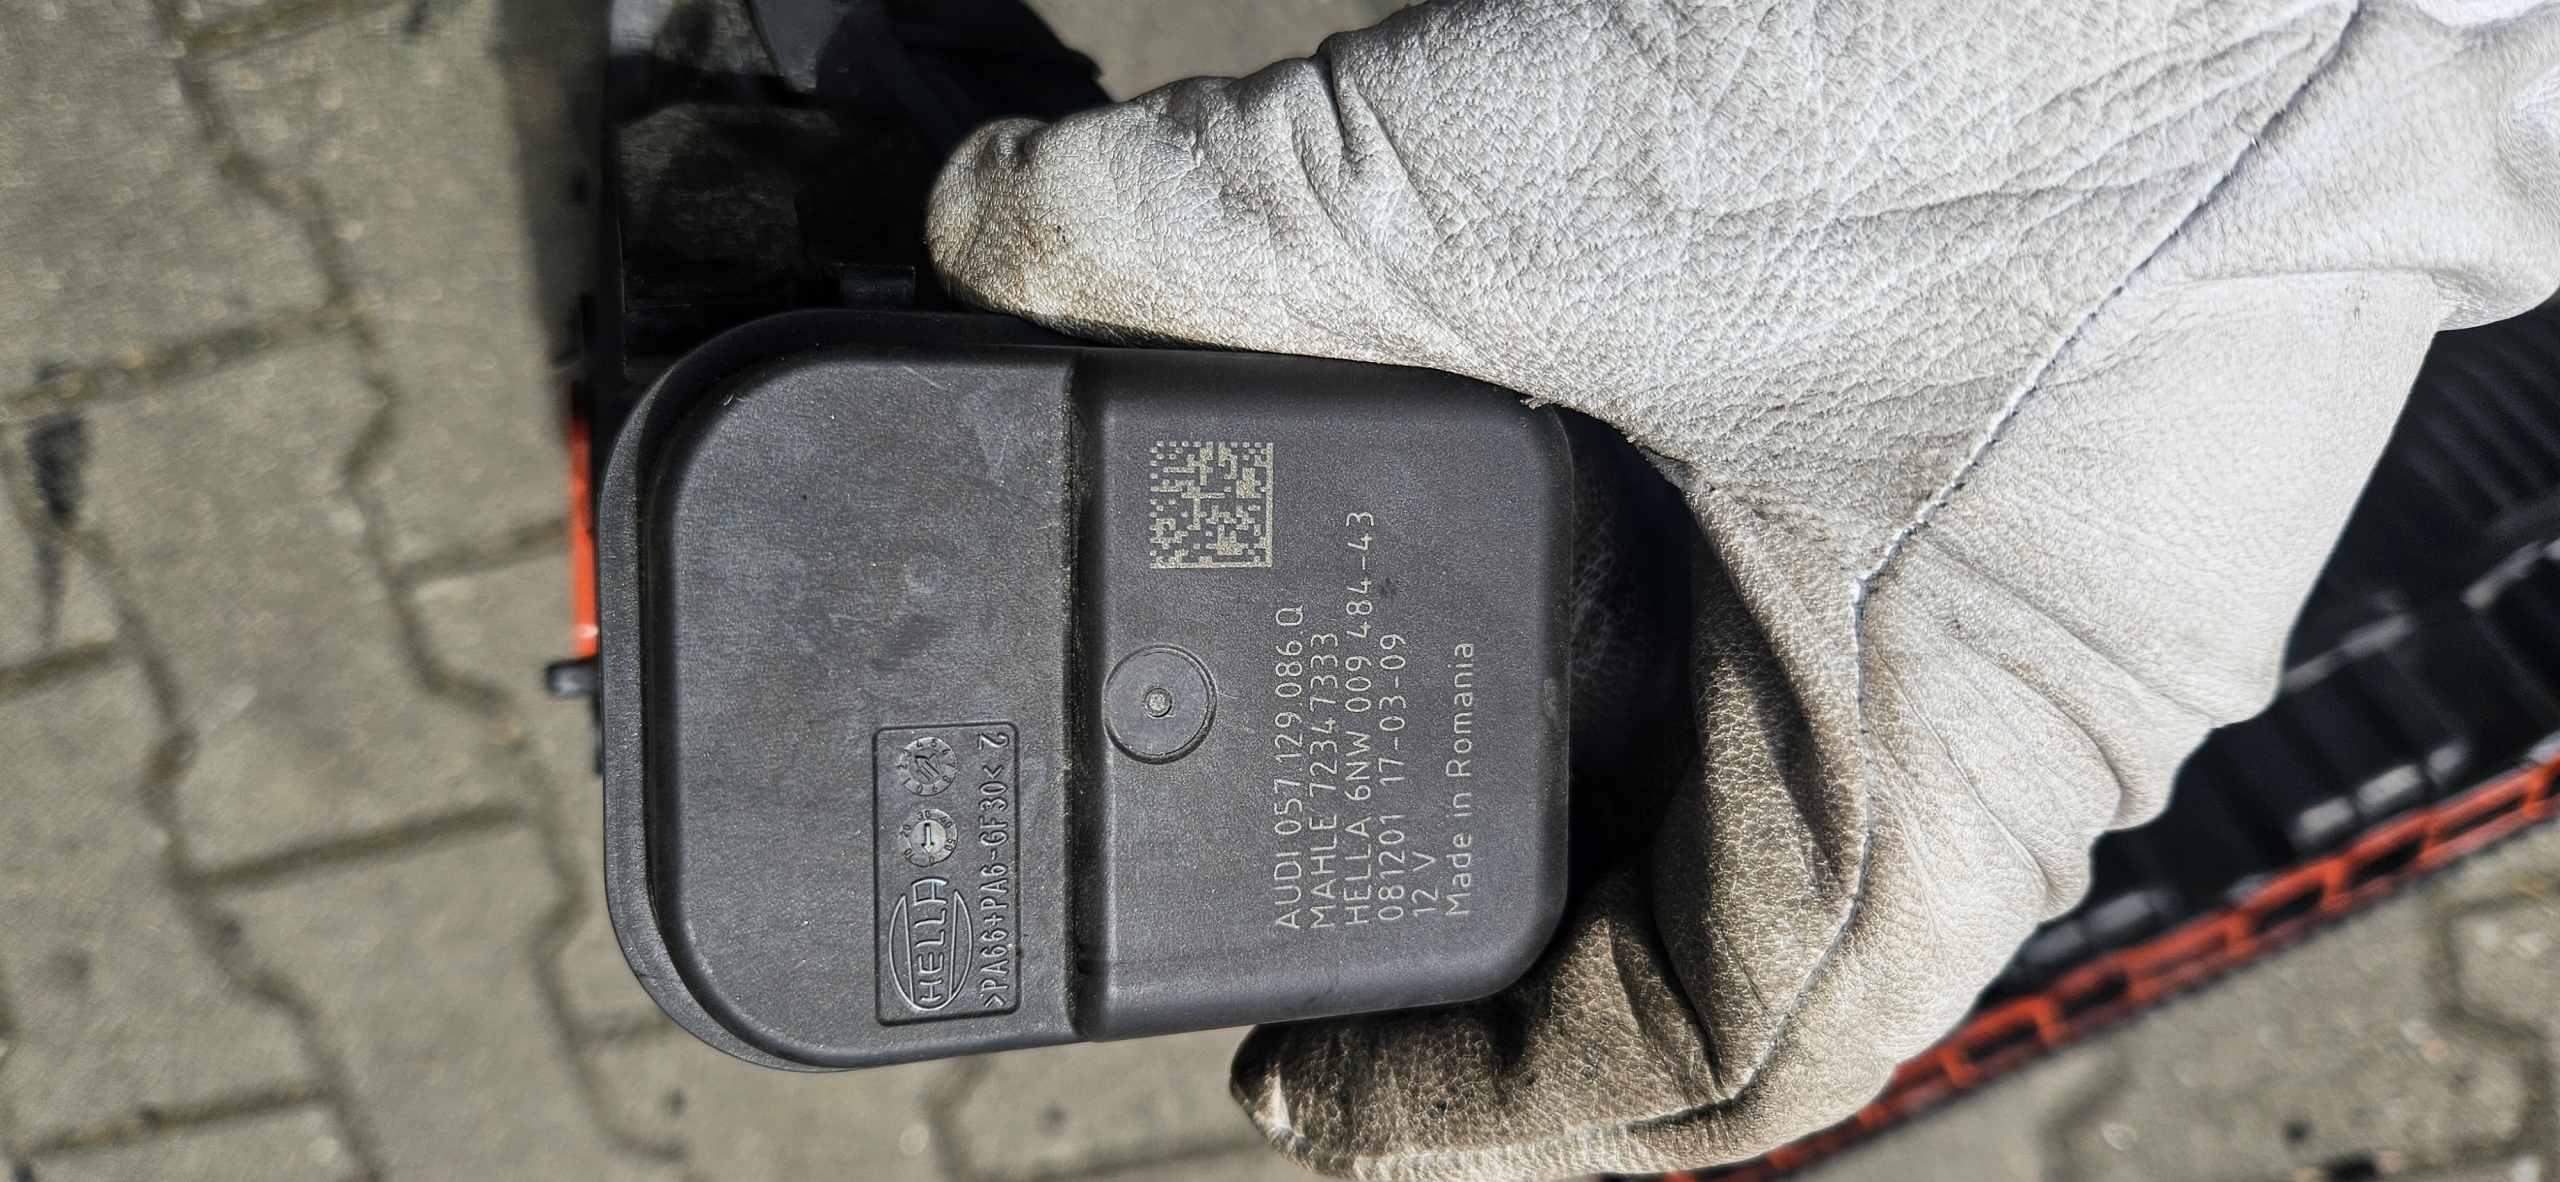 AUDI 057.129.086.Q
MAHLE 72347333
HELLA 6NW 009 484-43
081201 17-03-09
12 V
Made in Romania
HELLA
>PA66+PA6-GF30< 2